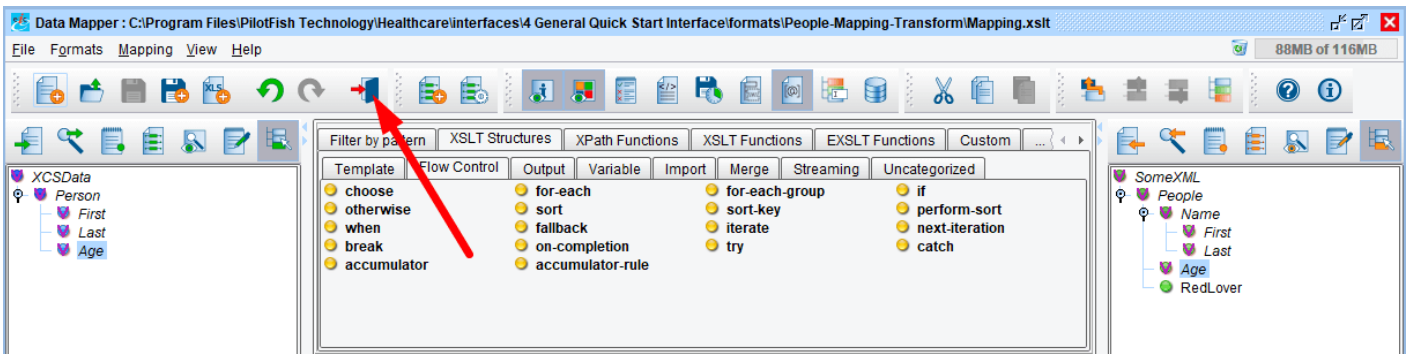 Data Mapper : C:\Program Files\PilotFish Technology\Healthcare\interfaces\4 General Quick Start Interface\formats\People-Mapping-Transform\Mapping.xslt
File Formats Mapping View Help 88MB of 116MB
XLS
Filter by pattern XSLT Structures XPath Functions XSLT Functions EXSLT Functions Custom ...
Template Flow Control Output Variable Import Merge Streaming Uncategorized
choose for-each for-each-group if
otherwise sort sort-key perform-sort
when fallback iterate next-iteration
break on-completion try catch
accumulator accumulator-rule
XCSData
Person
First
Last
Age
SomeXML
People
Name
First
Last
Age
RedLover